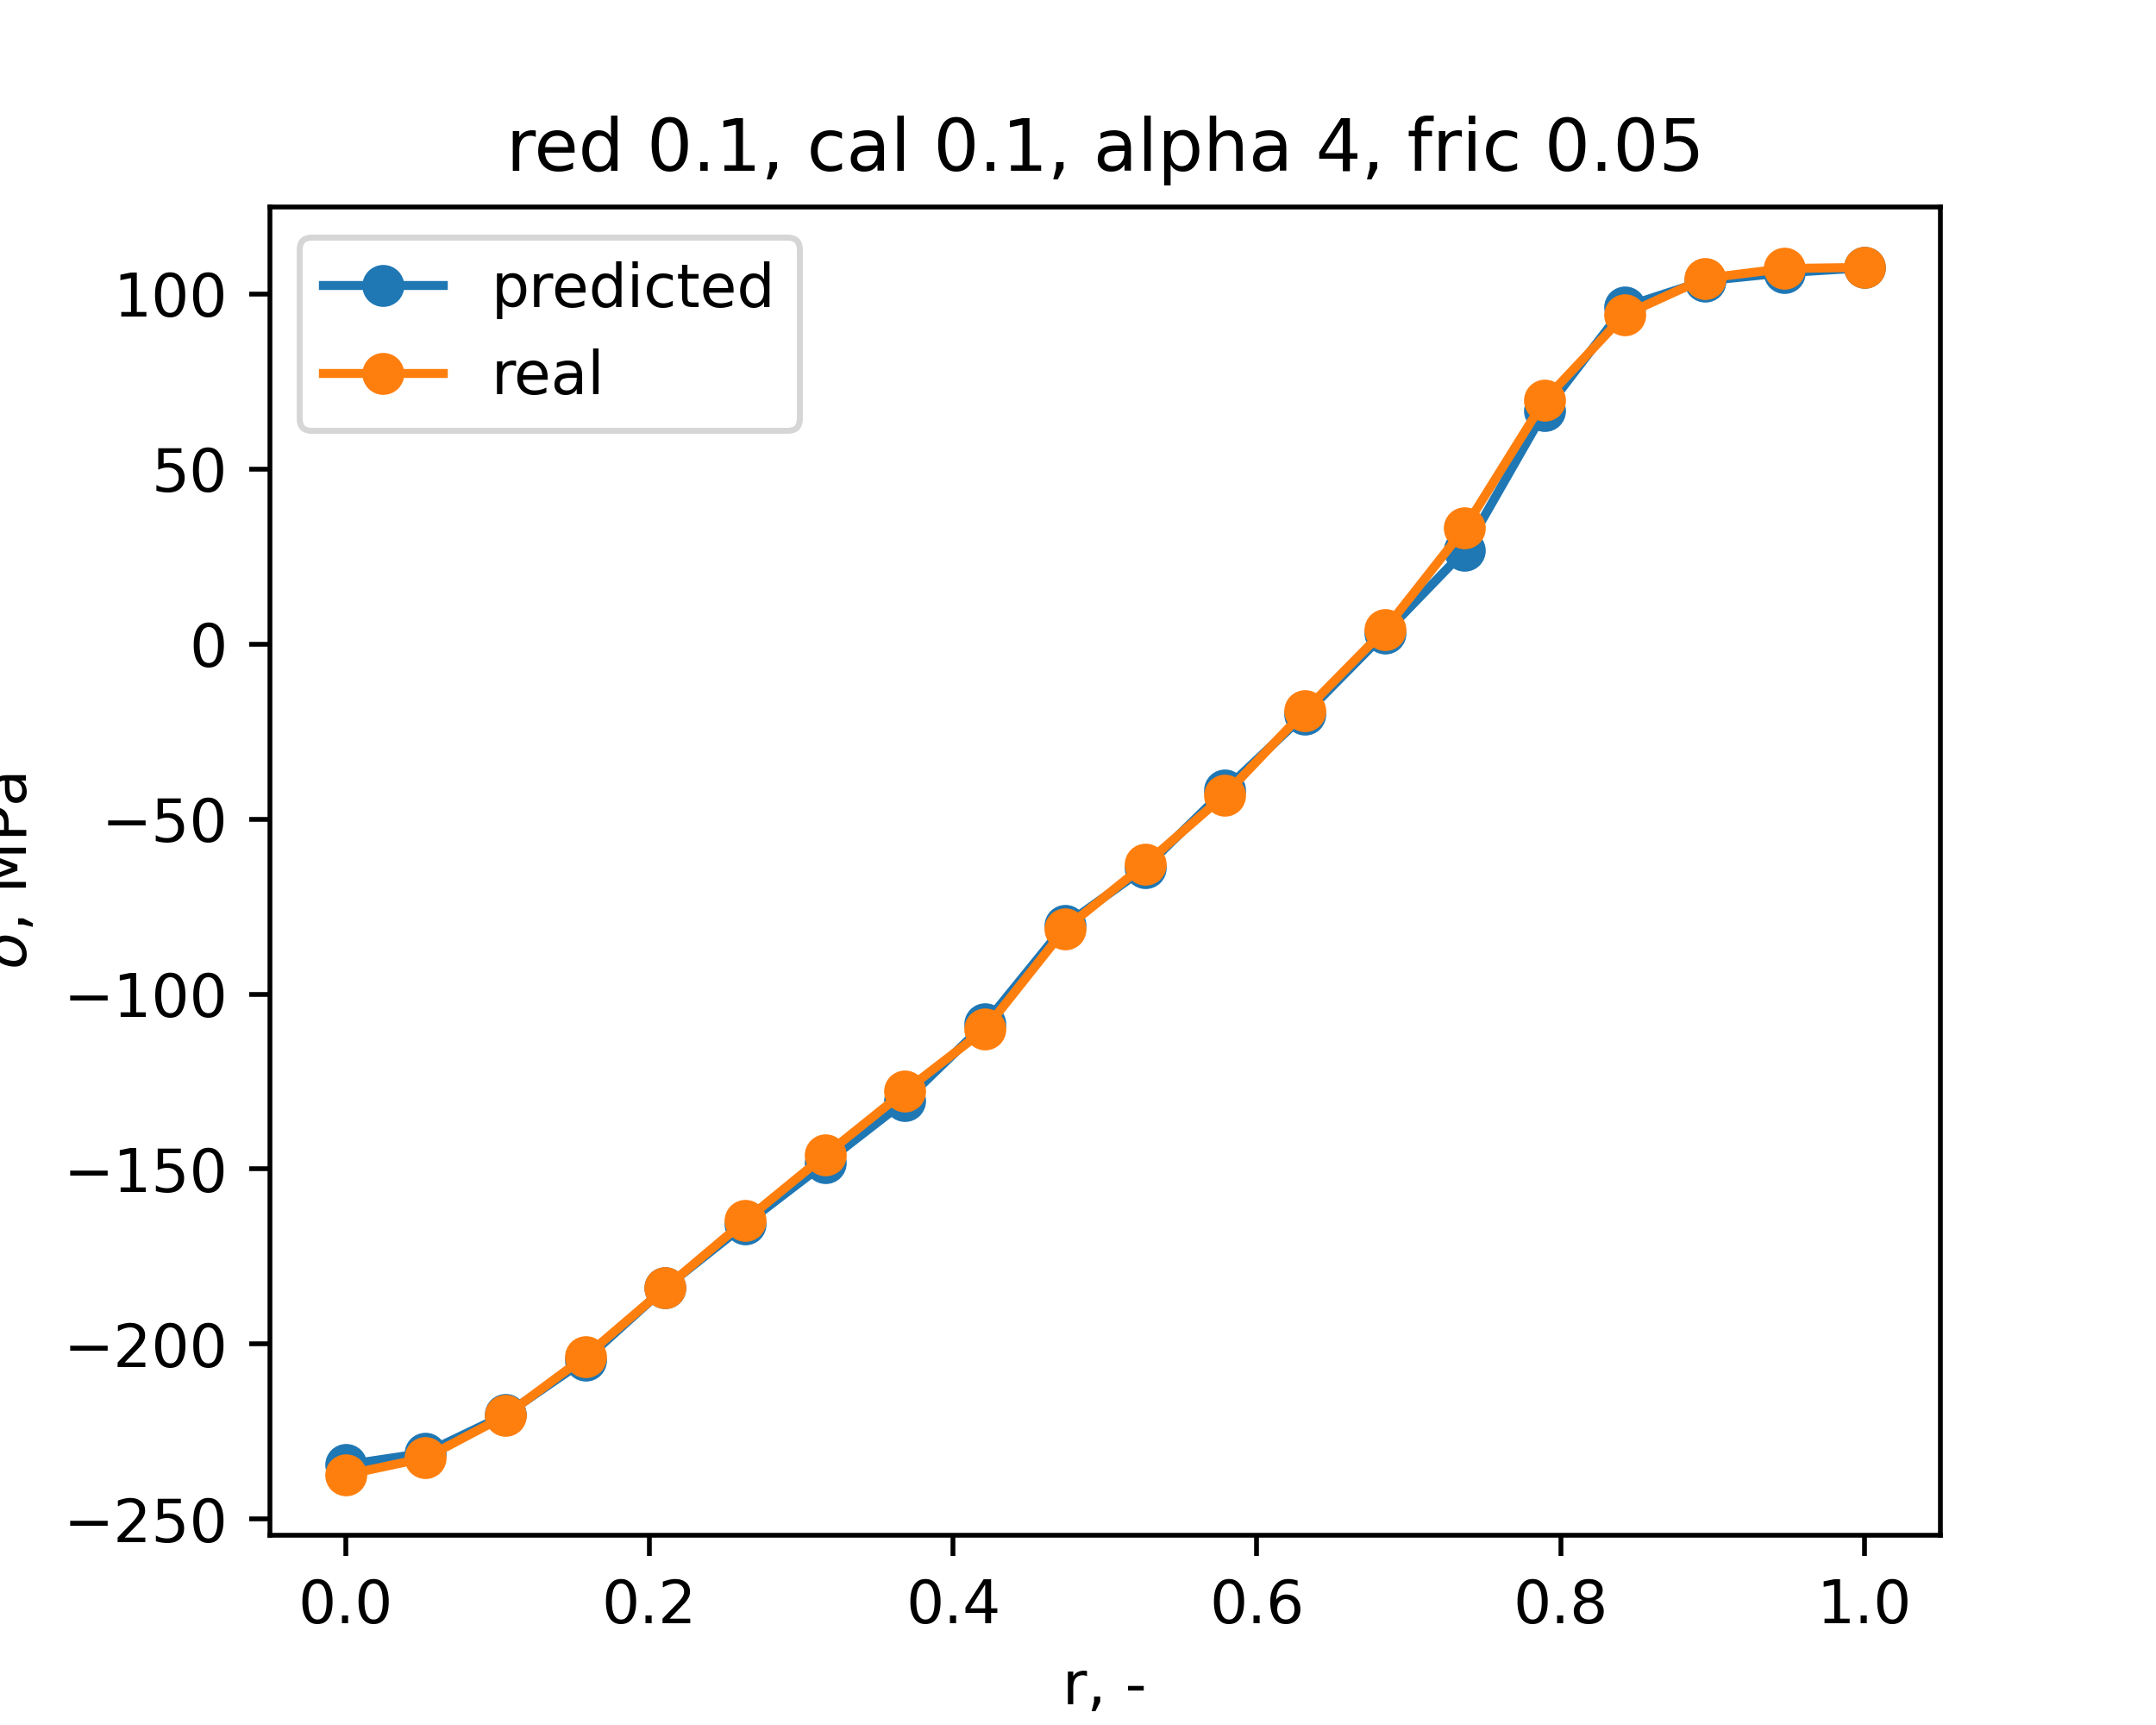 red 0.1, cal 0.1, alpha 4, fric 0.05
predicted
real
100
50
0
−50
−100
−150
−200
−250
σ, MPa
0.0 0.2 0.4 0.6 0.8 1.0
r, -